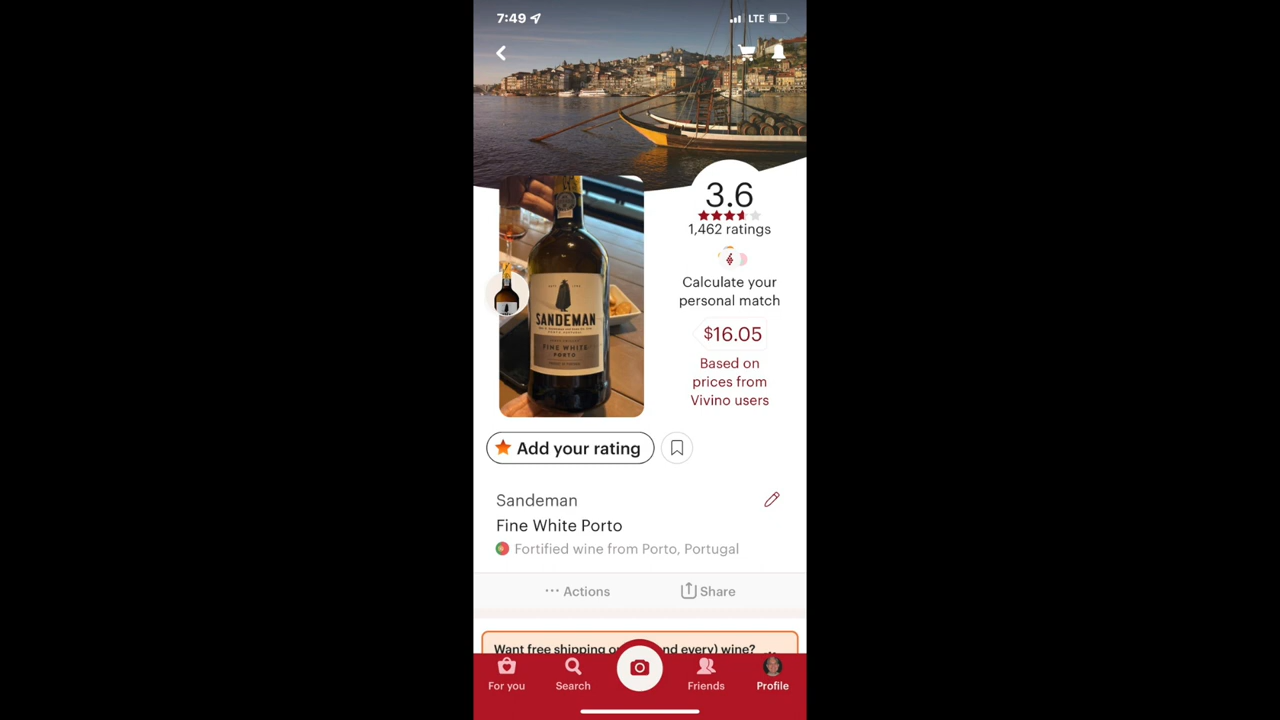 7:49
LTE
3.6
1,462 ratings
Calculate your
personal match
$16.05
Based on
prices from
Vivino users
SANDEMAN
FINE WHITE
PORTO
Add your rating
Sandeman
Fine White Porto
Fortified wine from Porto, Portugal
Actions
Share
Want free shipping o
nd every) wine?
For you
Search
Friends
Profile